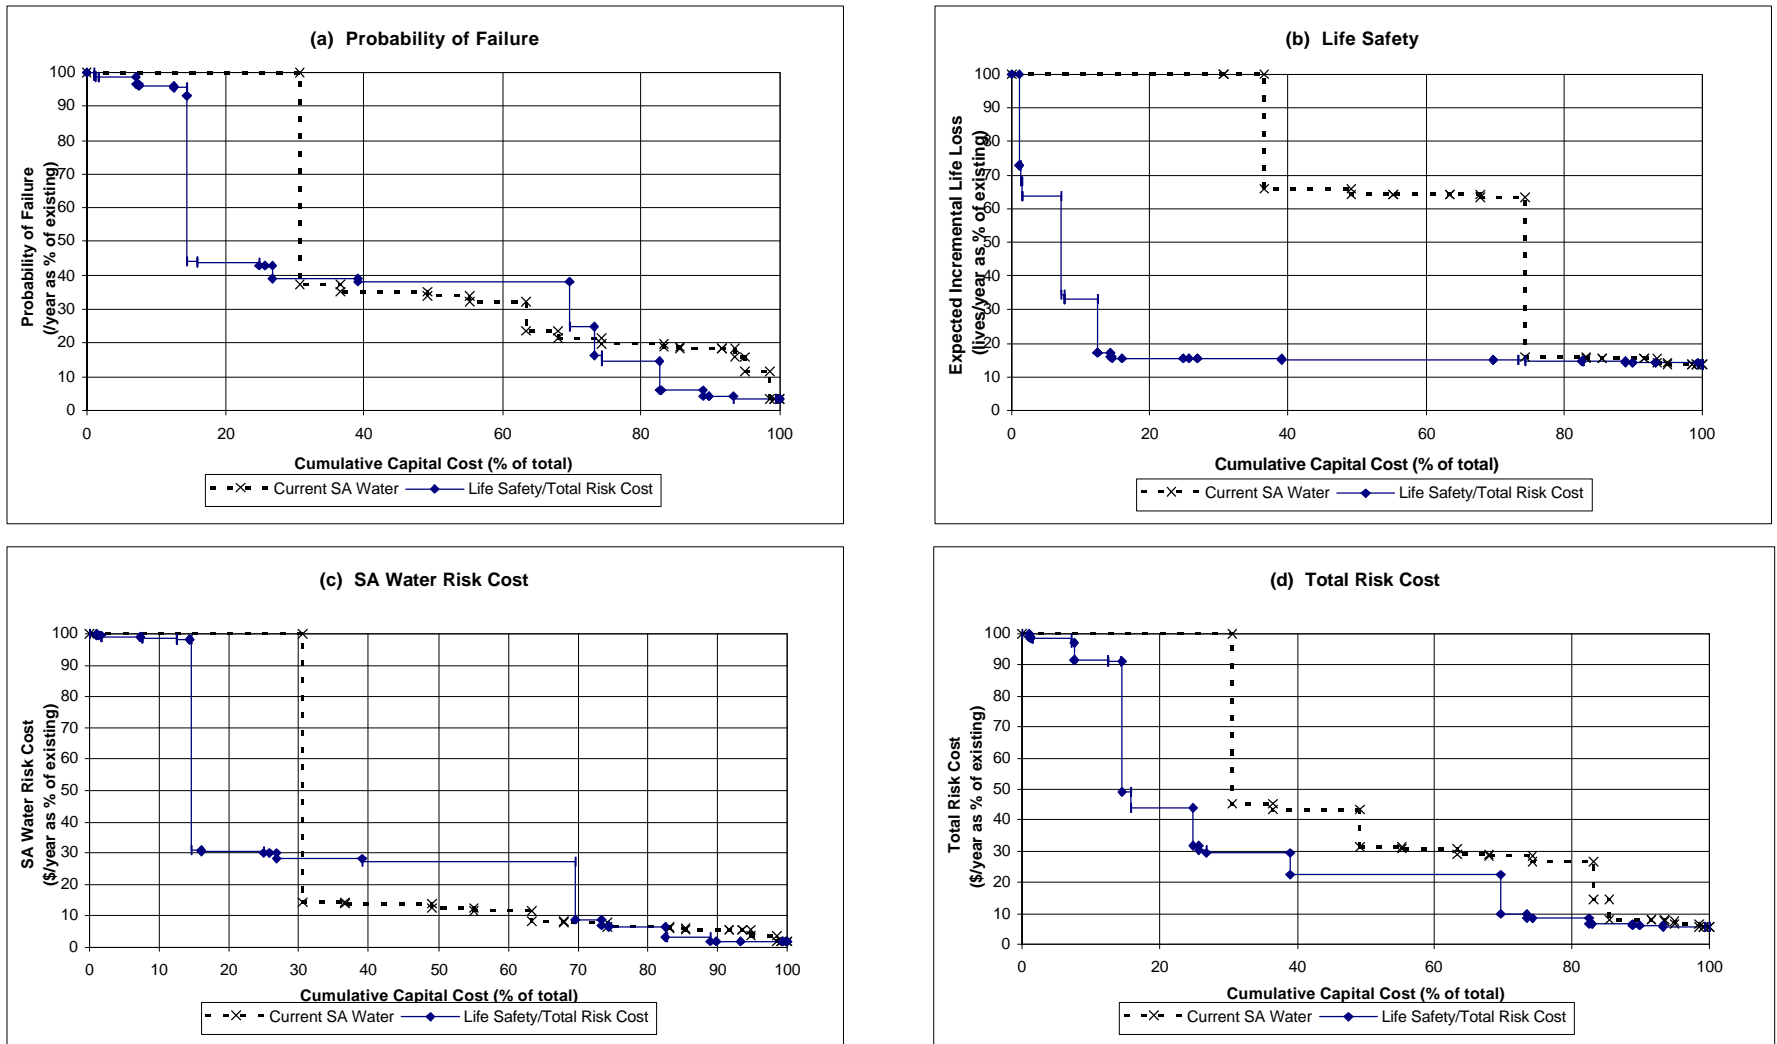 (a) Probability of Failure
Probability of Failure
(/year as % of existing)
100
90
80
70
60
50
40
30
20
10
0
0 20 40 60 80 100
Cumulative Capital Cost (% of total)
Current SA Water Life Safety/Total Risk Cost
(b) Life Safety
Expected Incremental Life Loss
(lives/year as % of existing)
100
90
80
70
60
50
40
30
20
10
0
0 20 40 60 80 100
Cumulative Capital Cost (% of total)
Current SA Water Life Safety/Total Risk Cost
(c) SA Water Risk Cost
SA Water Risk Cost
($/year as % of existing)
100
90
80
70
60
50
40
30
20
10
0
0 10 20 30 40 50 60 70 80 90 100
Cumulative Capital Cost (% of total)
Current SA Water Life Safety/Total Risk Cost
(d) Total Risk Cost
Total Risk Cost
($/year as % of existing)
100
90
80
70
60
50
40
30
20
10
0
0 20 40 60 80 100
Cumulative Capital Cost (% of total)
Current SA Water Life Safety/Total Risk Cost